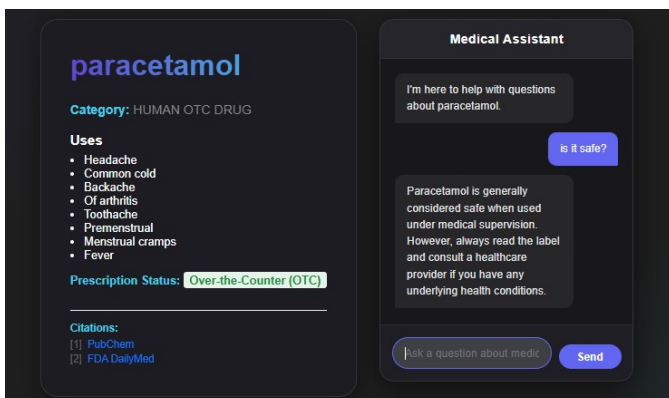 paracetamol
Category: HUMAN OTC DRUG
Uses
• Headache
• Common cold
• Backache
• Of arthritis
• Toothache
• Premenstrual
• Menstrual cramps
• Fever
Prescription Status: Over-the-Counter (OTC)
Citations:
[1] PubChem
[2] FDA DailyMed
Medical Assistant
I'm here to help with questions
about paracetamol.
is it safe?
Paracetamol is generally
considered safe when used
under medical supervision.
However, always read the label
and consult a healthcare
provider if you have any
underlying health conditions.
Ask a question about medic
Send